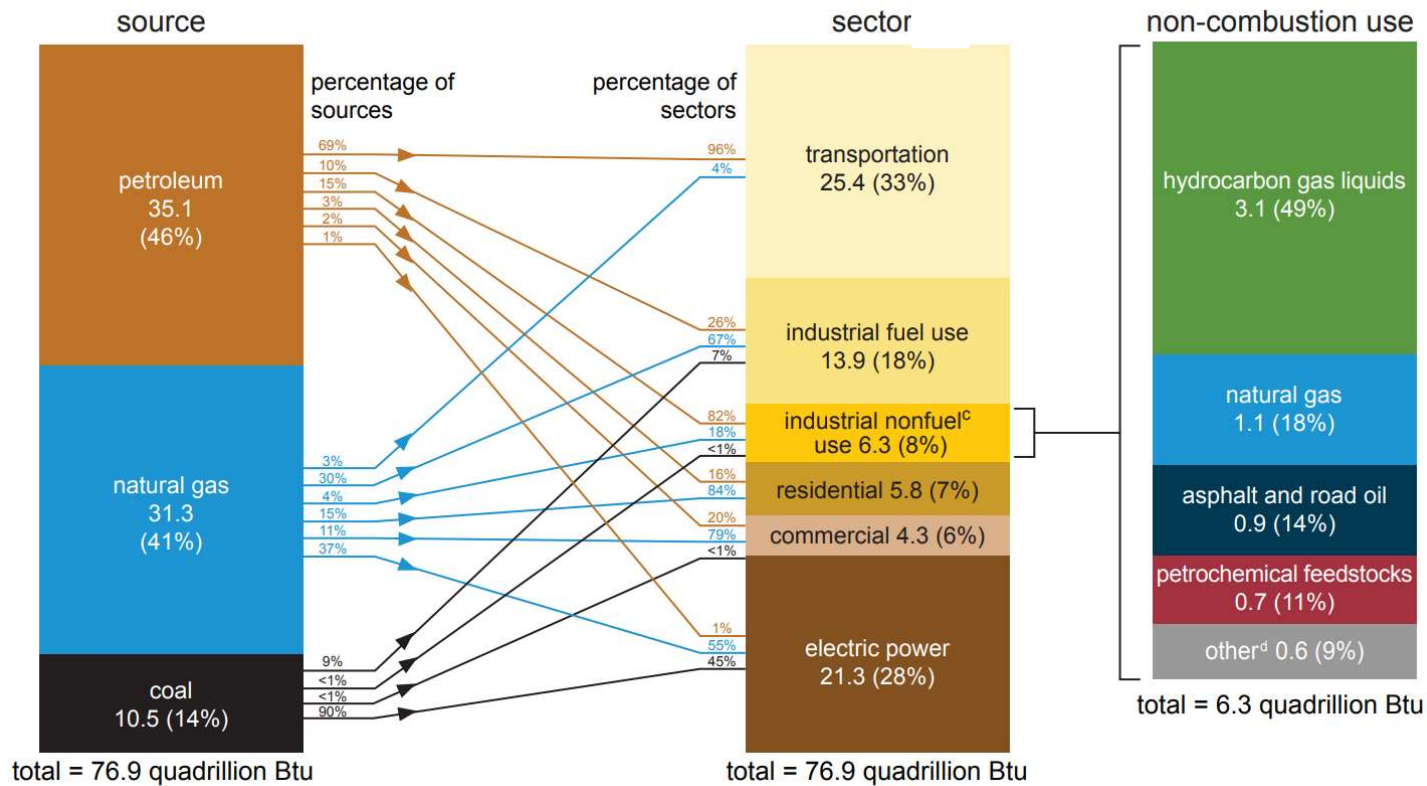 source
sector
non-combustion use
percentage of
sources
percentage of
sectors
petroleum
35.1
(46%)
69%
10%
15%
3%
2%
1%
natural gas
31.3
(41%)
3%
30%
4%
15%
11%
37%
coal
10.5 (14%)
9%
<1%
<1%
90%
total = 76.9 quadrillion Btu
96%
4%
transportation
25.4 (33%)
26%
67%
7%
industrial fuel use
13.9 (18%)
82%
18%
<1%
industrial nonfuelᶜ
use 6.3 (8%)
16%
84%
residential 5.8 (7%)
20%
79%
<1%
commercial 4.3 (6%)
1%
55%
45%
electric power
21.3 (28%)
total = 76.9 quadrillion Btu
hydrocarbon gas liquids
3.1 (49%)
natural gas
1.1 (18%)
asphalt and road oil
0.9 (14%)
petrochemical feedstocks
0.7 (11%)
otherᵈ 0.6 (9%)
total = 6.3 quadrillion Btu